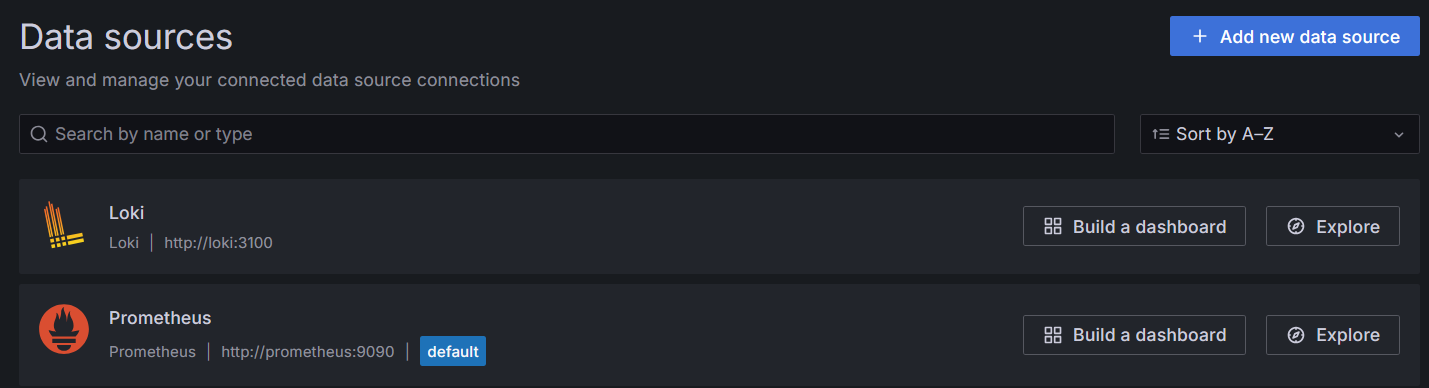 Data sources
Add new data source
View and manage your connected data source connections
Search by name or type
Sort by A–Z
Loki
Loki | http://loki:3100
Build a dashboard
Explore
Prometheus
Prometheus | http://prometheus:9090 | default
Build a dashboard
Explore